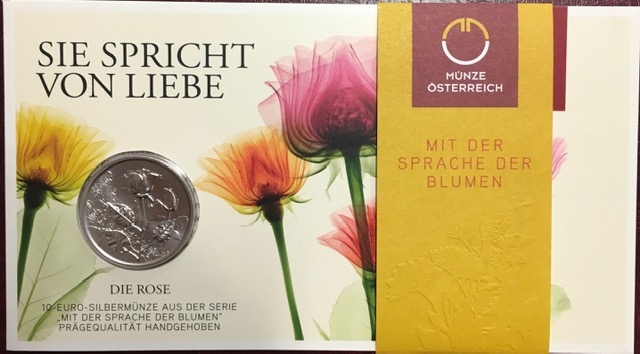 SIE SPRICHT
VON LIEBE
DIE ROSE
10-EURO-SILBERMÜNZE AUS DER SERIE
„MIT DER SPRACHE DER BLUMEN"
PRÄGEQUALITÄT HANDGEHOBEN
MÜNZE
ÖSTERREICH
MIT DER
SPRACHE DER
BLUMEN